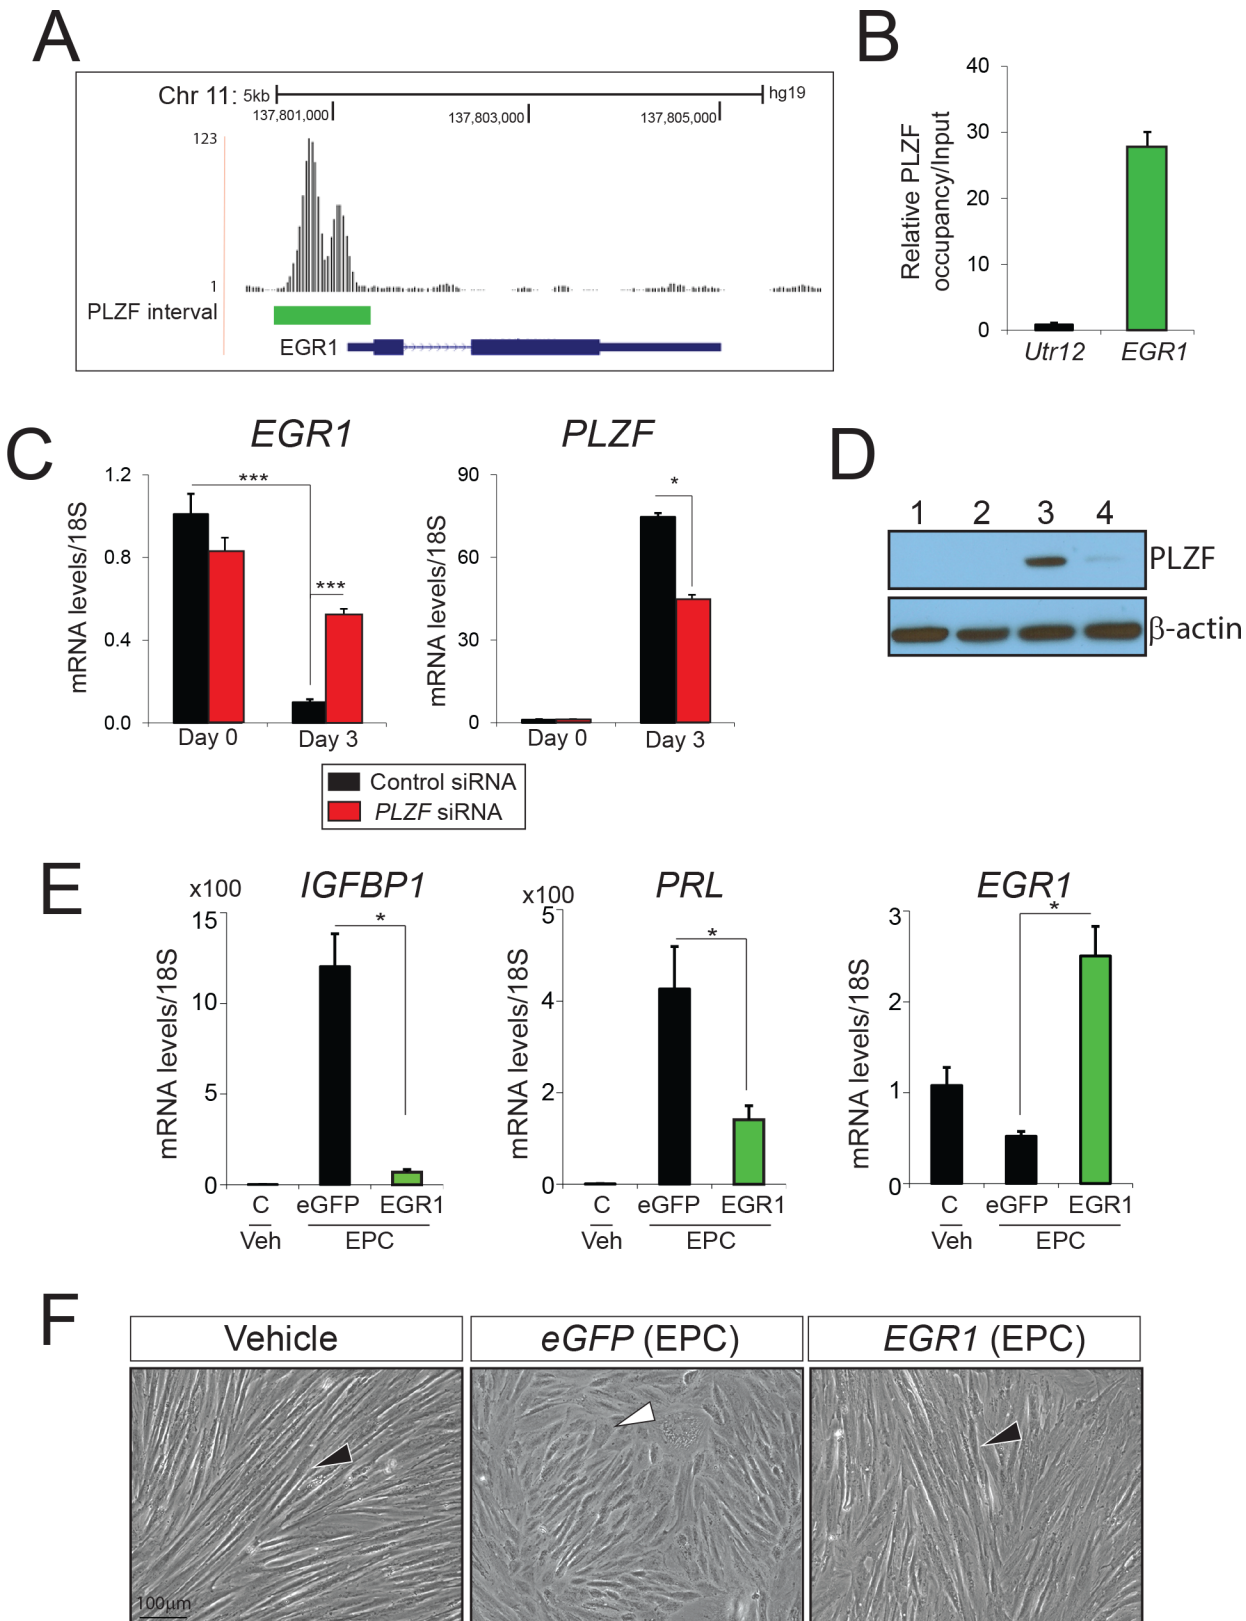 A
Chr 11: 5kb hg19
137,801,000 137,803,000 137,805,000
123
1
PLZF interval
EGR1
B
Relative PLZF
occupancy/Input
40
30
20
10
0
Utr12 EGR1
C
EGR1
mRNA levels/18S
1.2
0.8
0.4
0.0
***
***
Day 0 Day 3
PLZF
mRNA levels/18S
90
60
30
0
*
Day 0 Day 3
Control siRNA
PLZF siRNA
D
1 2 3 4
PLZF
β-actin
E
x100
IGFBP1
mRNA levels/18S
15
10
5
0
*
C eGFP EGR1
Veh EPC
x100
PRL
mRNA levels/18S
5
4
2
0
*
C eGFP EGR1
Veh EPC
EGR1
mRNA levels/18S
3
2
1
0
*
C eGFP EGR1
Veh EPC
F
Vehicle
eGFP (EPC)
EGR1 (EPC)
100µm